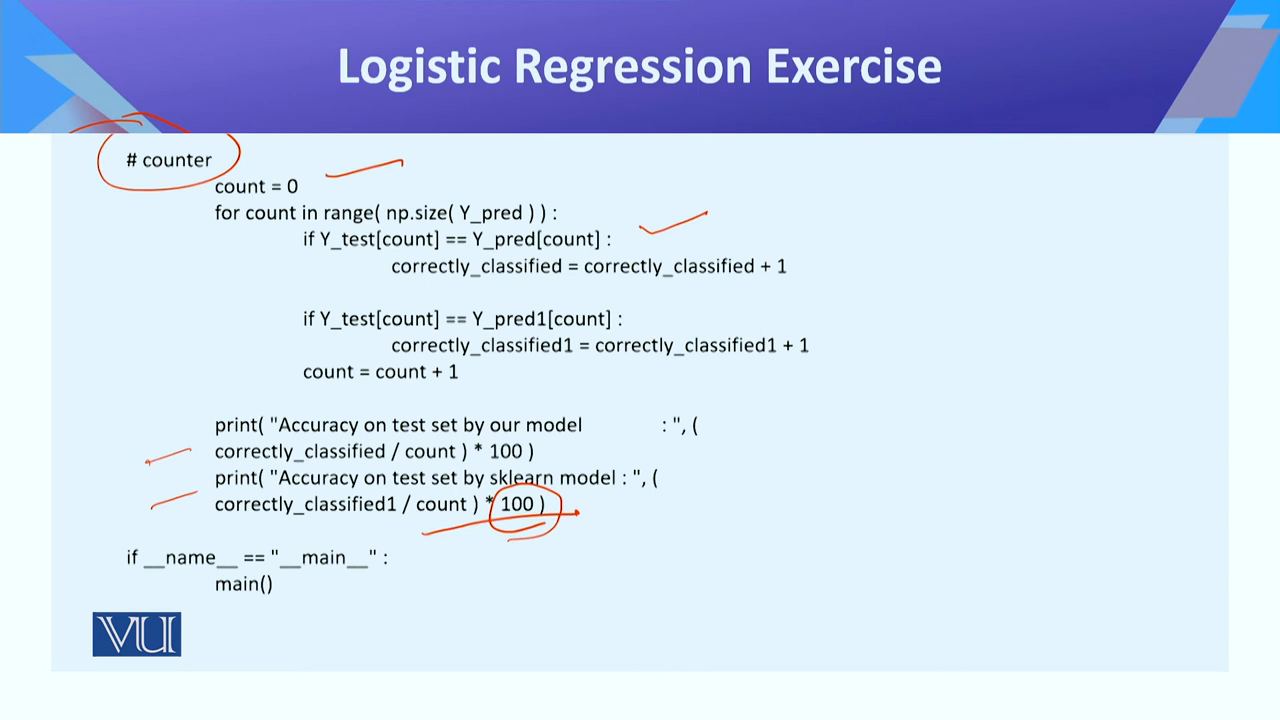 Logistic Regression Exercise
# counter
count = 0
for count in range( np.size( Y_pred ) ) :
if Y_test[count] == Y_pred[count] :
correctly_classified = correctly_classified + 1
if Y_test[count] == Y_pred1[count] :
correctly_classified1 = correctly_classified1 + 1
count = count + 1
print( "Accuracy on test set by our model : ", (
correctly_classified / count ) * 100 )
print( "Accuracy on test set by sklearn model : ", (
correctly_classified1 / count ) * 100 )
if __name__ == "__main__" :
main()
VU